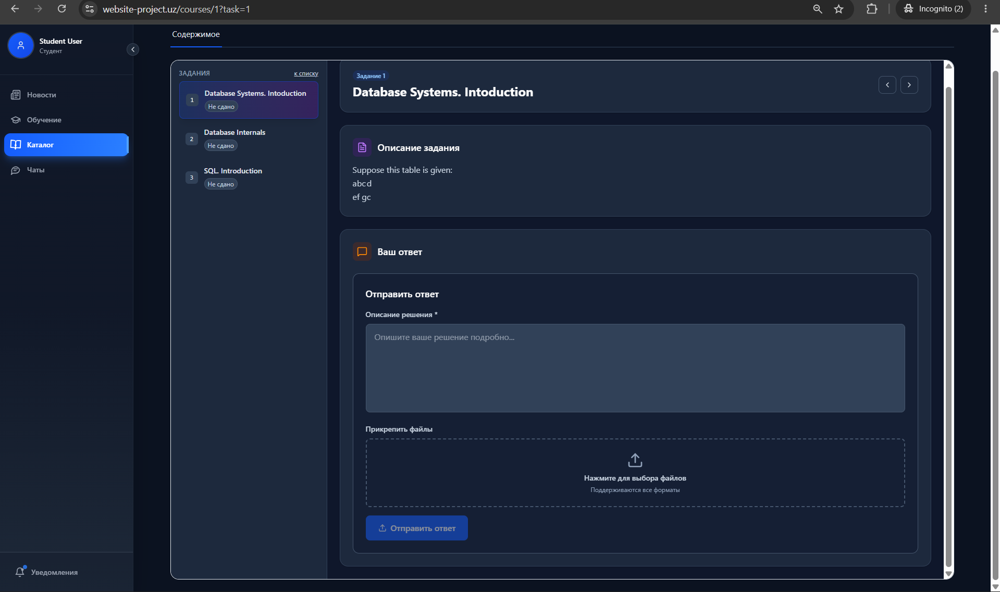 website-project.uz/courses/1?task=1
Incognito (2)
Student User
Студент
Новости
Обучение
Каталог
Чаты
Уведомления
Содержимое
ЗАДАНИЯ
к списку
1
Database Systems. Intoduction
Не сдано
2
Database Internals
Не сдано
3
SQL. Introduction
Не сдано
Задание 1
Database Systems. Intoduction
Описание задания
Suppose this table is given:
abc d
ef gc
Ваш ответ
Отправить ответ
Описание решения *
Опишите ваше решение подробно...
Прикрепить файлы
Нажмите для выбора файлов
Поддерживаются все форматы
Отправить ответ